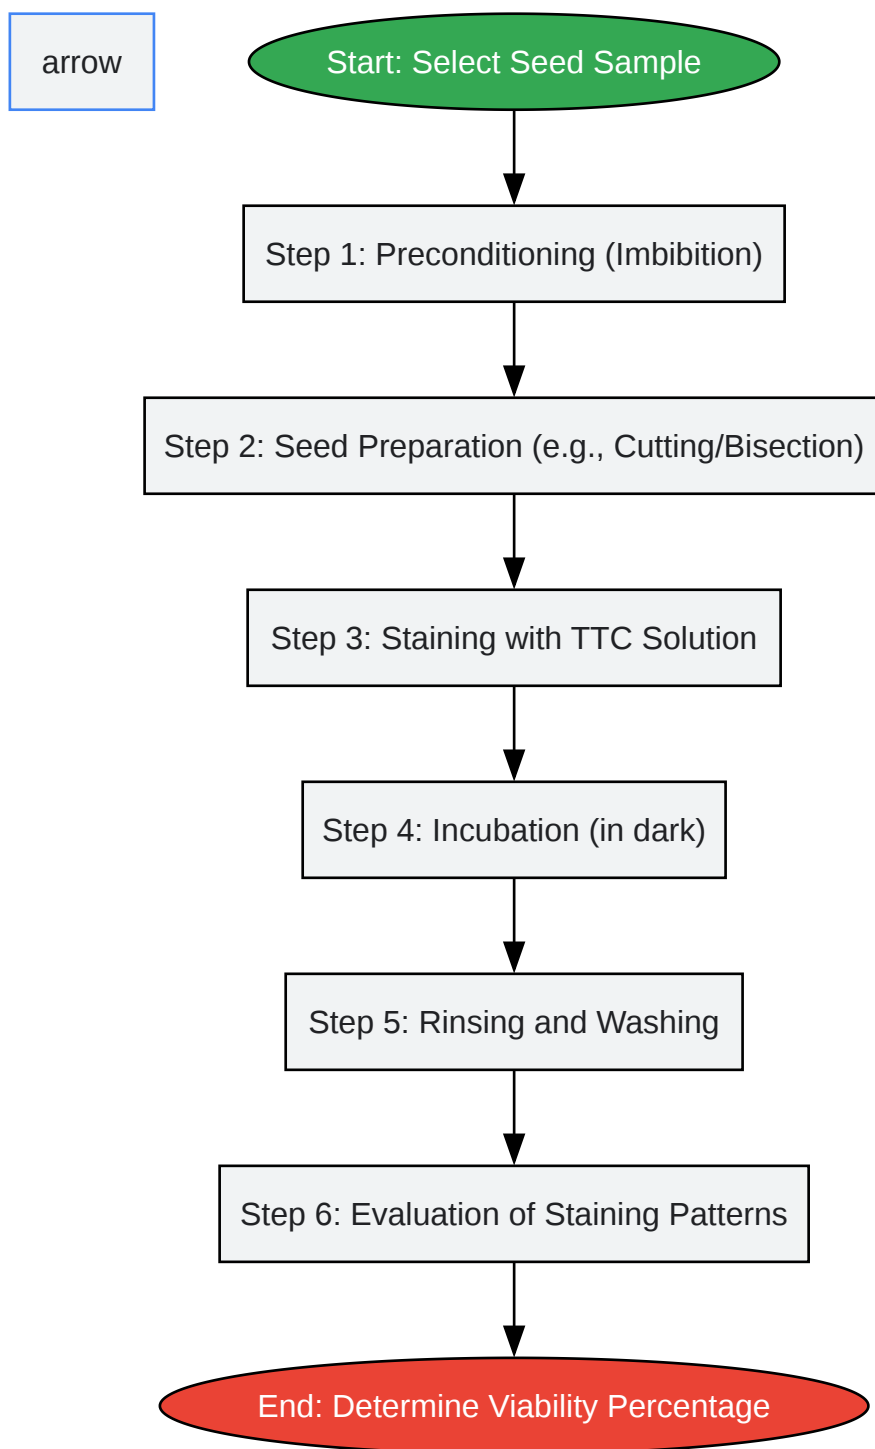 arrow
Start: Select Seed Sample
Step 1: Preconditioning (Imbibition)
Step 2: Seed Preparation (e.g., Cutting/Bisection)
Step 3: Staining with TTC Solution
Step 4: Incubation (in dark)
Step 5: Rinsing and Washing
Step 6: Evaluation of Staining Patterns
End: Determine Viability Percentage